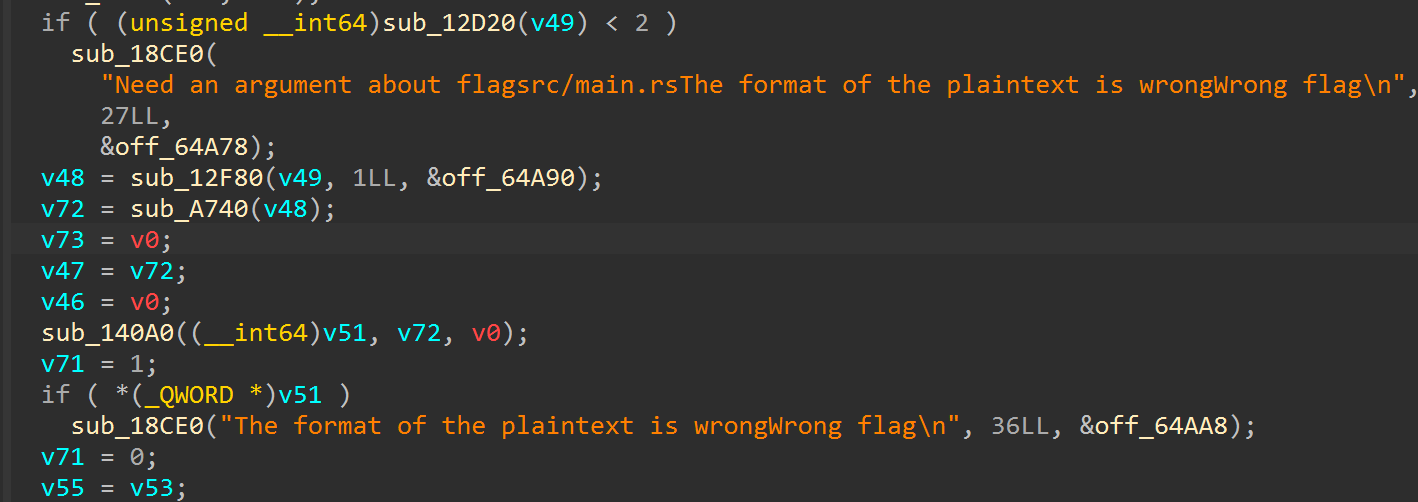 if ( (unsigned __int64)sub_12D20(v49) < 2 )
sub_18CE0(
"Need an argument about flagsrc/main.rsThe format of the plaintext is wrongWrong flag\n",
27LL,
&off_64A78);
v48 = sub_12F80(v49, 1LL, &off_64A90);
v72 = sub_A740(v48);
v73 = v0;
v47 = v72;
v46 = v0;
sub_140A0((__int64)v51, v72, v0);
v71 = 1;
if ( *(_QWORD *)v51 )
sub_18CE0("The format of the plaintext is wrongWrong flag\n", 36LL, &off_64AA8);
v71 = 0;
v55 = v53;